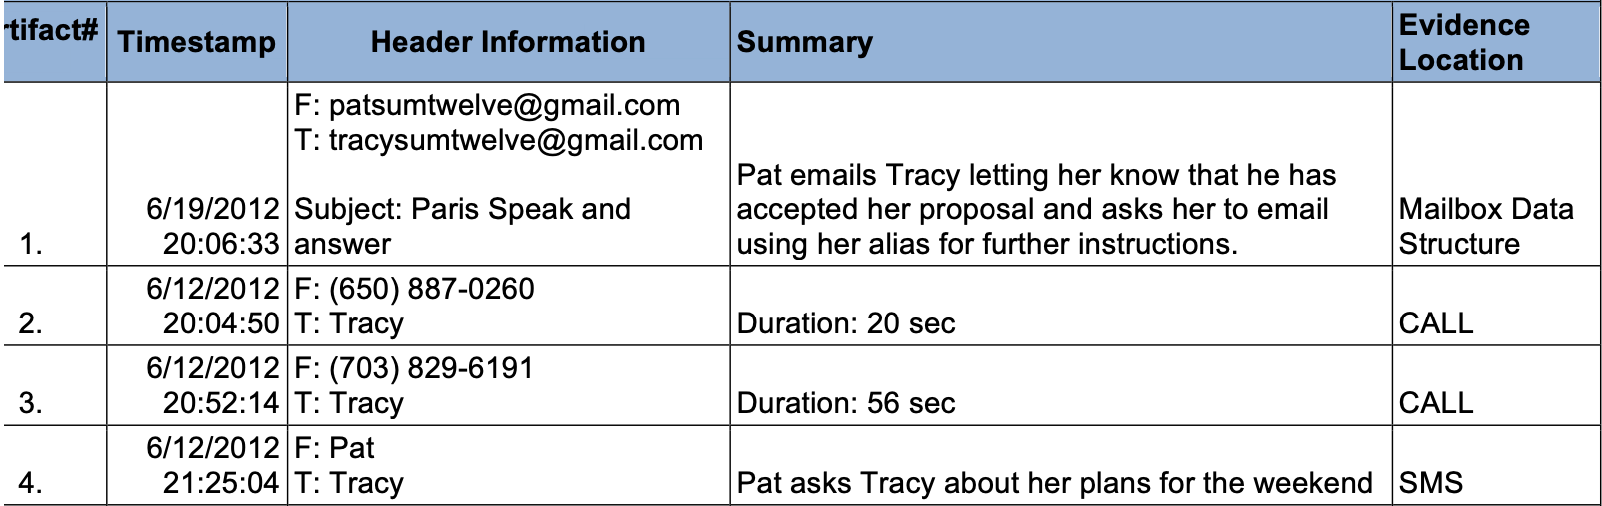 rtifact#
Timestamp
Header Information
Summary
Evidence
Location
1.
6/19/2012
20:06:33
F: patsumtwelve@gmail.com
T: tracysumtwelve@gmail.com
Subject: Paris Speak and
answer
Pat emails Tracy letting her know that he has
accepted her proposal and asks her to email
using her alias for further instructions.
Mailbox Data
Structure
2.
6/12/2012
20:04:50
F: (650) 887-0260
T: Tracy
Duration: 20 sec
CALL
3.
6/12/2012
20:52:14
F: (703) 829-6191
T: Tracy
Duration: 56 sec
CALL
4.
6/12/2012
21:25:04
F: Pat
T: Tracy
Pat asks Tracy about her plans for the weekend
SMS